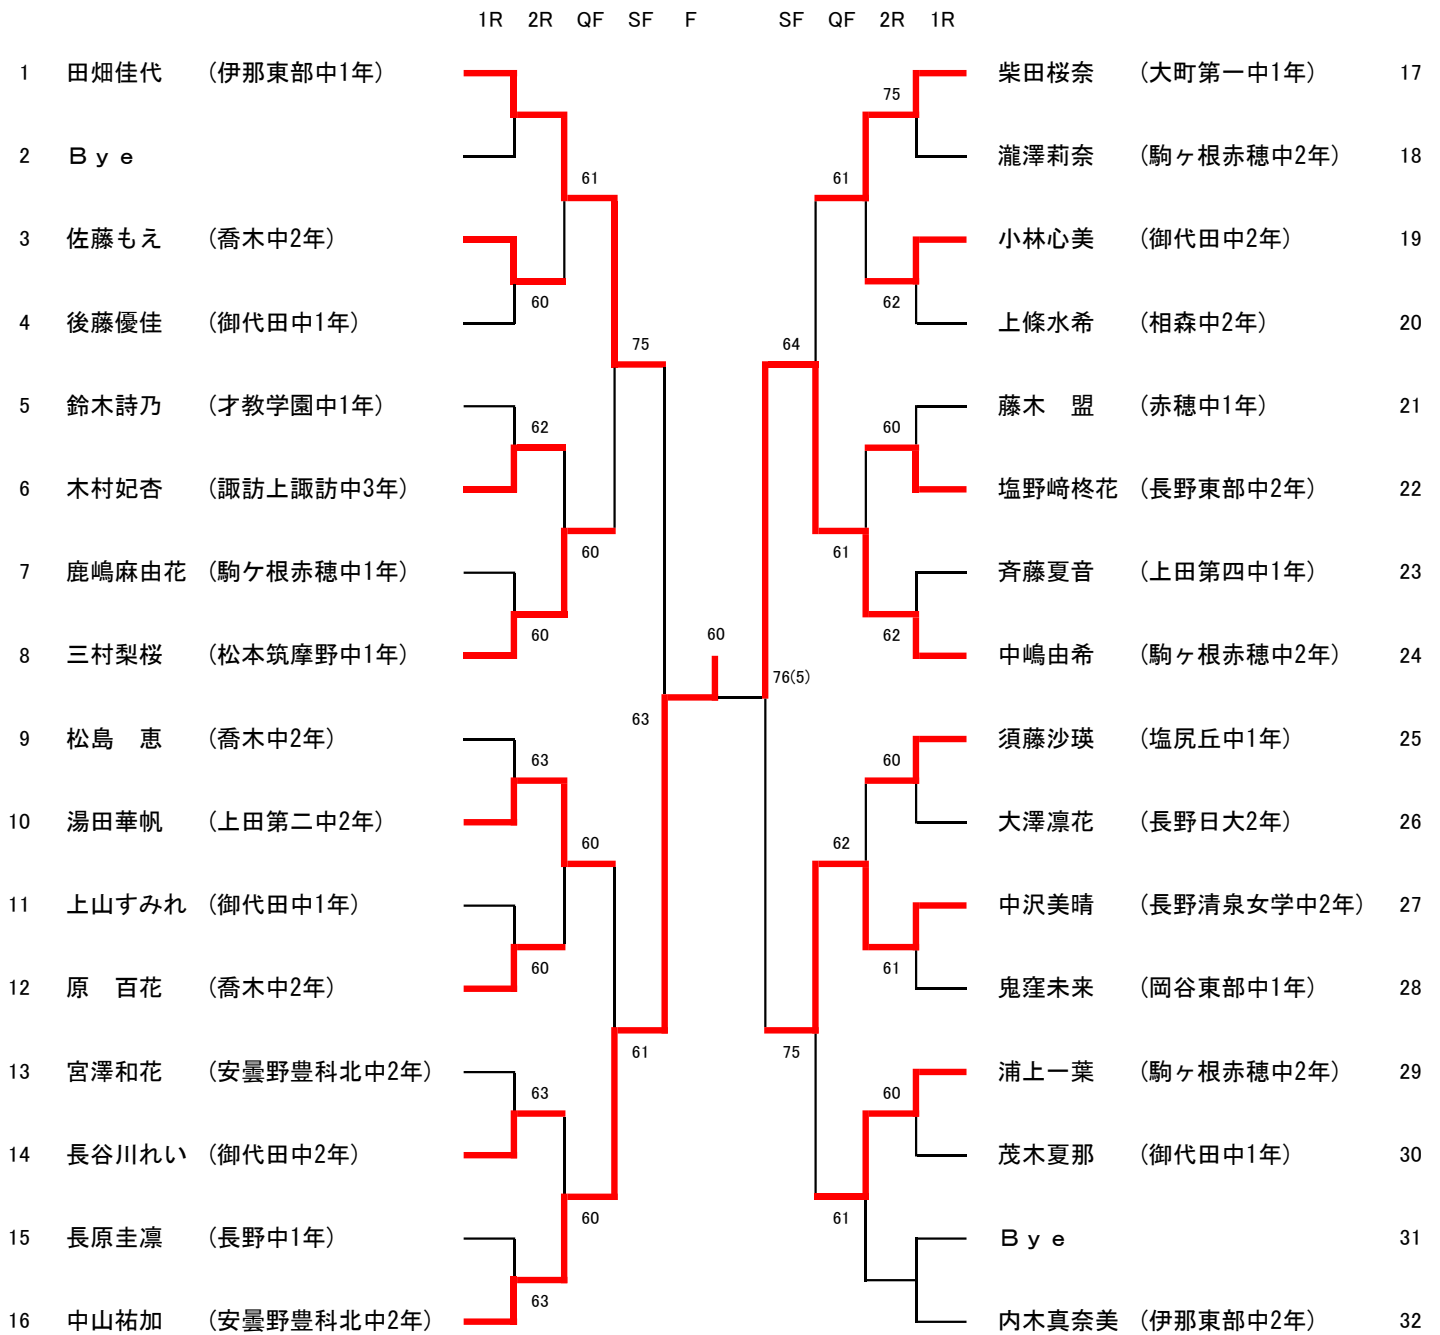 1R 2R QF SF F SF QF 2R 1R
1 田畑佳代 (伊那東部中1年) 柴田桜奈 (大町第一中1年) 17
75
2 Bye 瀧澤莉奈 (駒ヶ根赤穂中2年) 18
61 61
3 佐藤もえ (喬木中2年) 小林心美 (御代田中2年) 19
60 62
4 後藤優佳 (御代田中1年) 上條水希 (相森中2年) 20
75 64
5 鈴木詩乃 (才教学園中1年) 藤木 盟 (赤穂中1年) 21
62 60
6 木村妃杏 (諏訪上諏訪中3年) 塩野﨑柊花 (長野東部中2年) 22
60 61
7 鹿嶋麻由花 (駒ケ根赤穂中1年) 斉藤夏音 (上田第四中1年) 23
60 60 62
8 三村梨桜 (松本筑摩野中1年) 中嶋由希 (駒ヶ根赤穂中2年) 24
76(5)
63
9 松島 恵 (喬木中2年) 須藤沙瑛 (塩尻丘中1年) 25
63 60
10 湯田華帆 (上田第二中2年) 大澤凛花 (長野日大2年) 26
60 62
11 上山すみれ (御代田中1年) 中沢美晴 (長野清泉女学中2年) 27
60 61
12 原 百花 (喬木中2年) 鬼窪未来 (岡谷東部中1年) 28
61 75
13 宮澤和花 (安曇野豊科北中2年) 浦上一葉 (駒ヶ根赤穂中2年) 29
63 60
14 長谷川れい (御代田中2年) 茂木夏那 (御代田中1年) 30
60 61
15 長原圭凛 (長野中1年) Bye 31
63
16 中山祐加 (安曇野豊科北中2年) 内木真奈美 (伊那東部中2年) 32